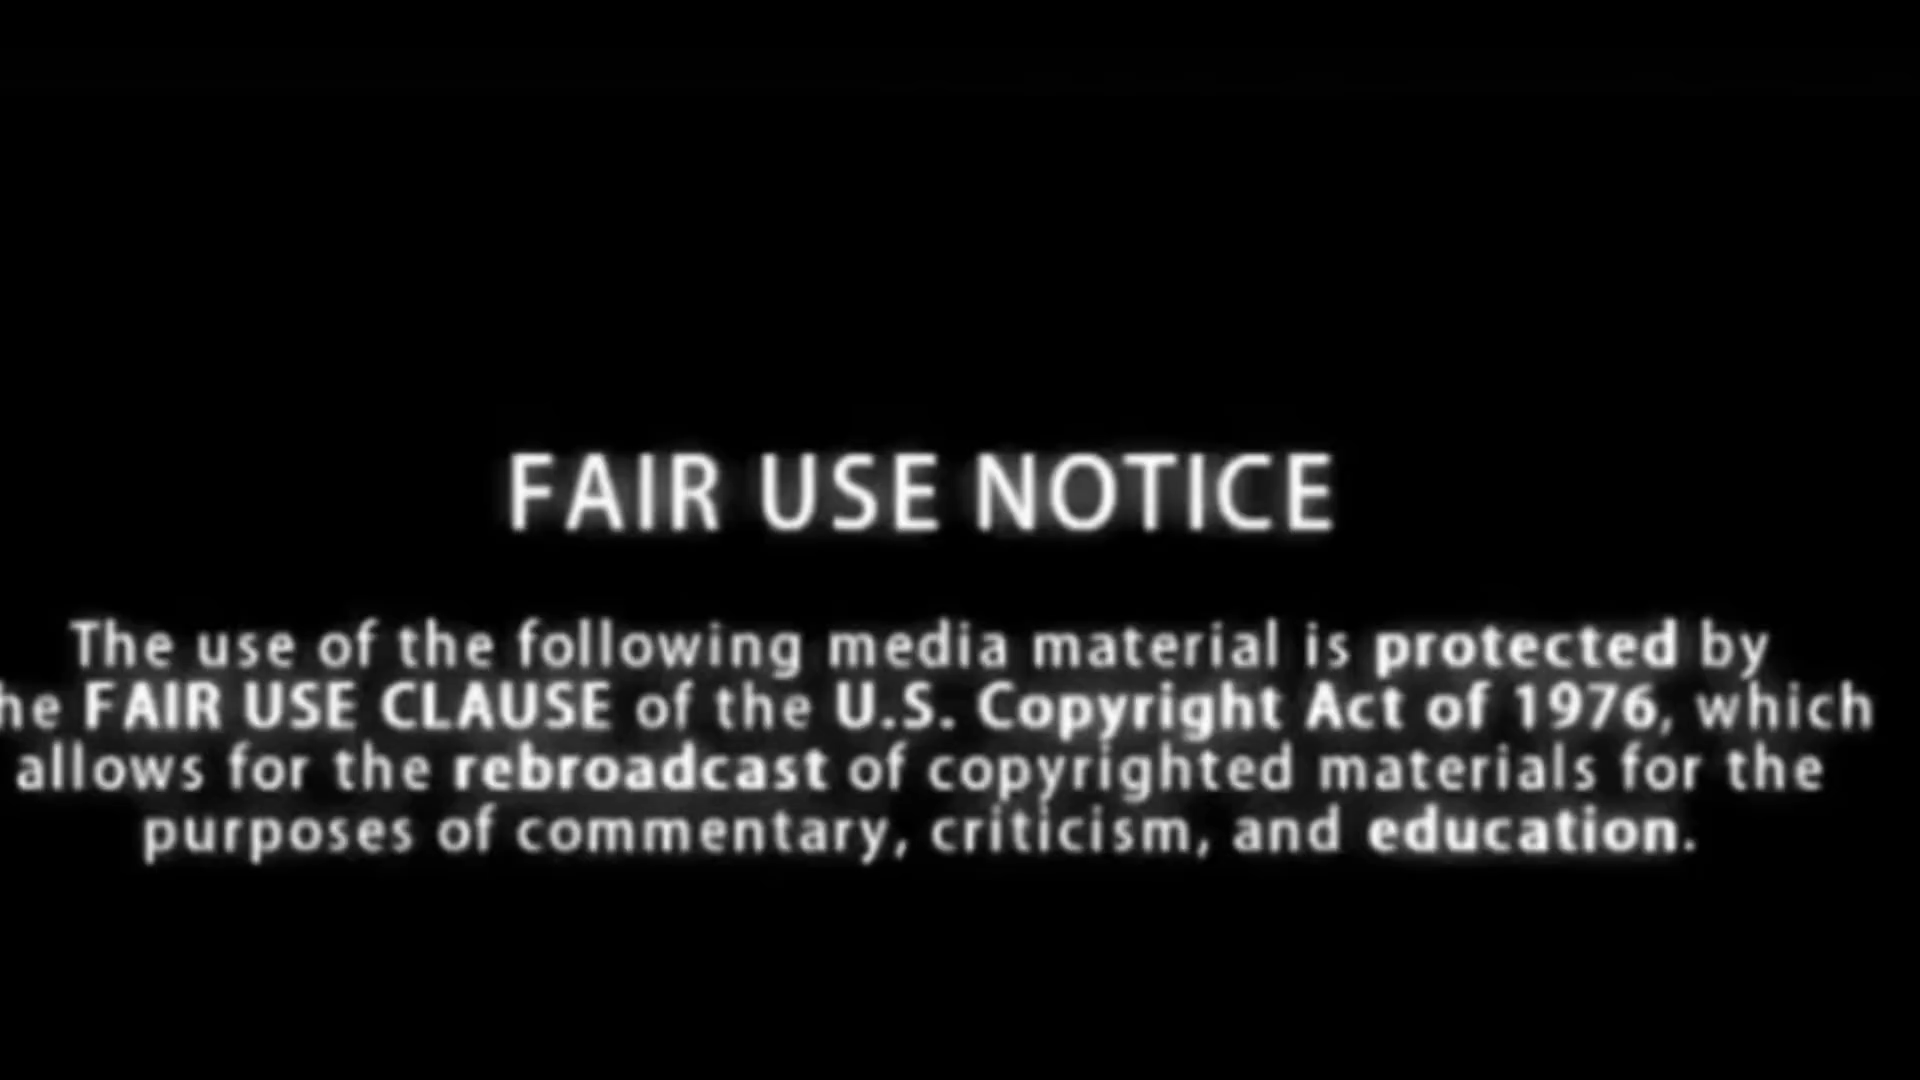 FAIR USE NOTICE
The use of the following media material is protected by
he FAIR USE CLAUSE of the U.S. Copyright Act of 1976, which
allows for the rebroadcast of copyrighted materials for the
purposes of commentary, criticism, and education.